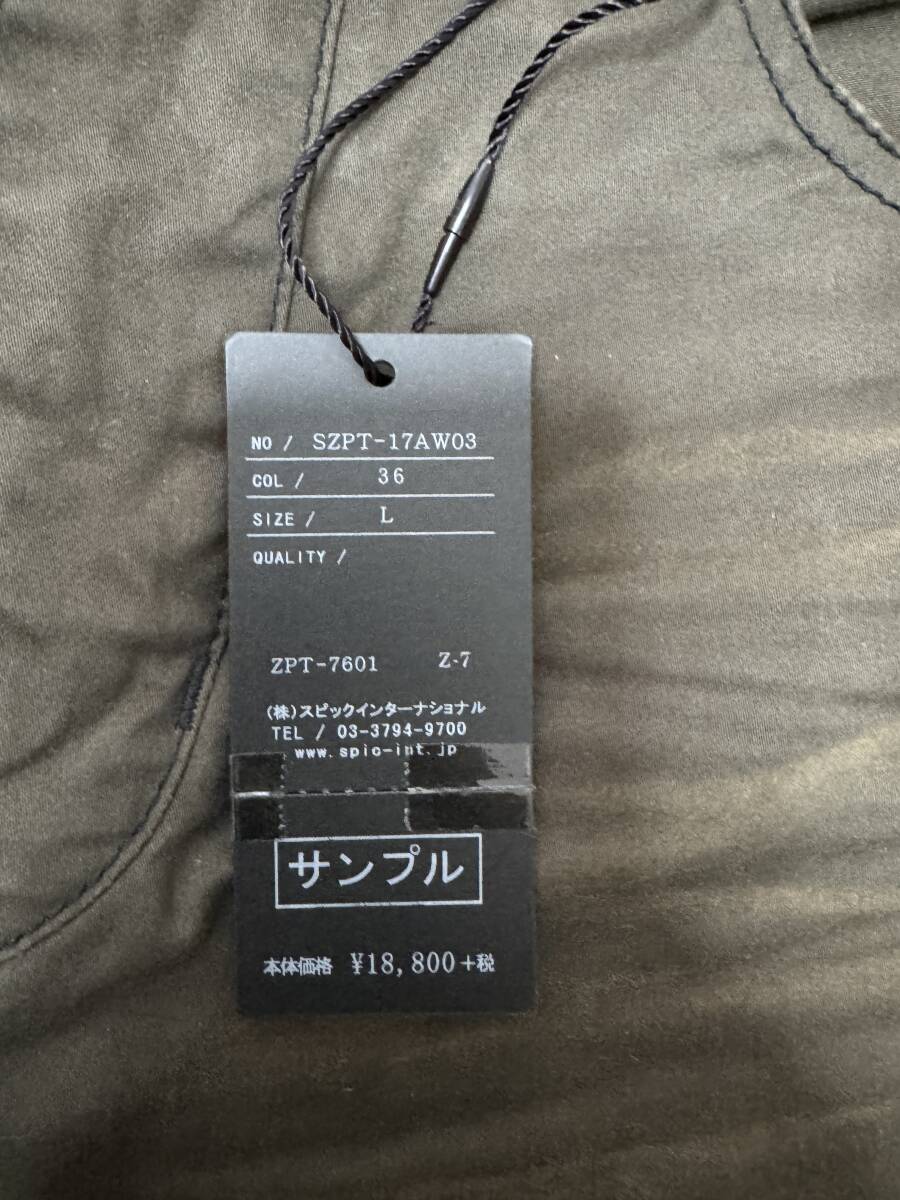 NO / SZPT-17AW03
COL / 36
SIZE / L
QUALITY /
ZPT-7601 Z-7
(株)スピックインターナショナル
TEL / 03-3794-9700
www.spic-int.jp
サンプル
本体価格 ¥18,800+税